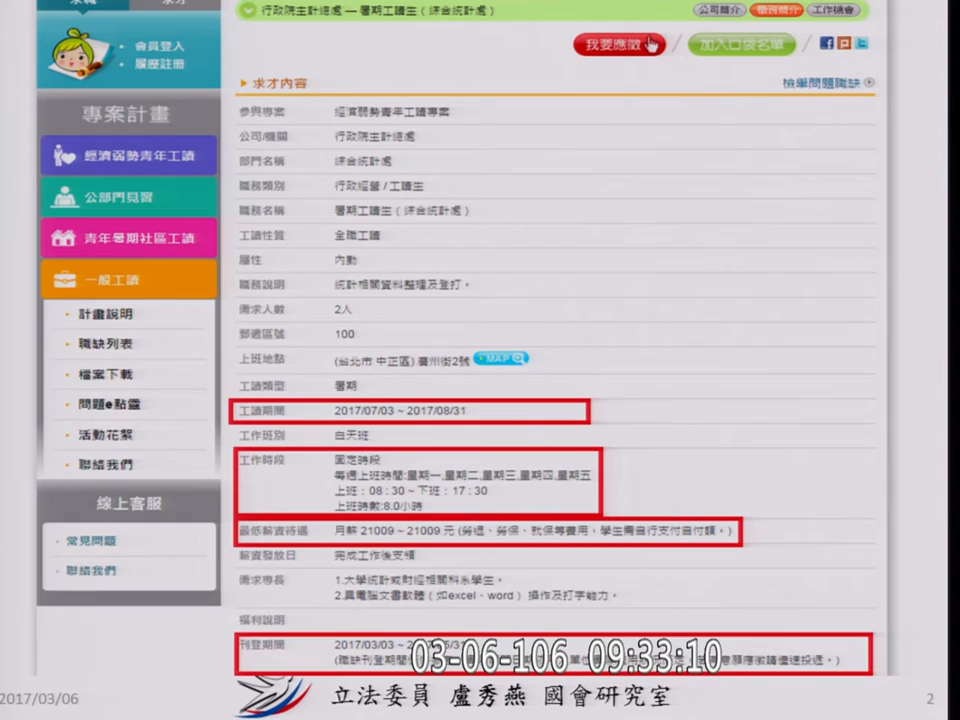 行政院主計總處 — 暑期工讀生 ( 綜合統計處 )
公司簡介
職務簡介
工作機會
會員登入
履歷註冊
我要應徵
加入口袋名單
求才內容
檢舉問題職缺
專案計畫
經濟弱勢青年工讀
公部門見習
青年暑期社區工讀
一般工讀
計畫說明
職缺列表
檔案下載
問題e點靈
活動花絮
聯絡我們
線上客服
常見問題
聯絡我們
參與專案 經濟弱勢青年工讀專案
公司/機關 行政院主計總處
部門名稱 綜合統計處
職務類別 行政經營 / 工讀生
職務名稱 暑期工讀生 ( 綜合統計處 )
工讀性質 全職工讀
屬性 內勤
職務說明 統計相關資料整理及登打。
需求人數 2人
郵遞區號 100
上班地點 (台北市 中正區) 廣州街2號 MAP
工讀類型 暑期
工讀期間 2017/07/03 ~ 2017/08/31
工作班別 白天班
工作時段 固定時段
每週上班時間:星期一,星期二,星期三,星期四,星期五
上班 : 08 : 30 ~ 下班 : 17 : 30
上班時數:8.0小時
最低薪資待遇 月薪 21009 ~ 21009 元 (勞退、勞保、就保等費用，學生需自行支付自付額。)
薪資發放日 完成工作後支領
需求專長 1.大學統計或財經相關科系學生。
2.具電腦文書軟體 ( 如excel、word ) 操作及打字能力。
福利說明
刊登期間 2017/03/03 ~
(職缺刊登期間
03-06-106 09:33:10
2017/03/06
立法委員 盧秀燕 國會研究室
2